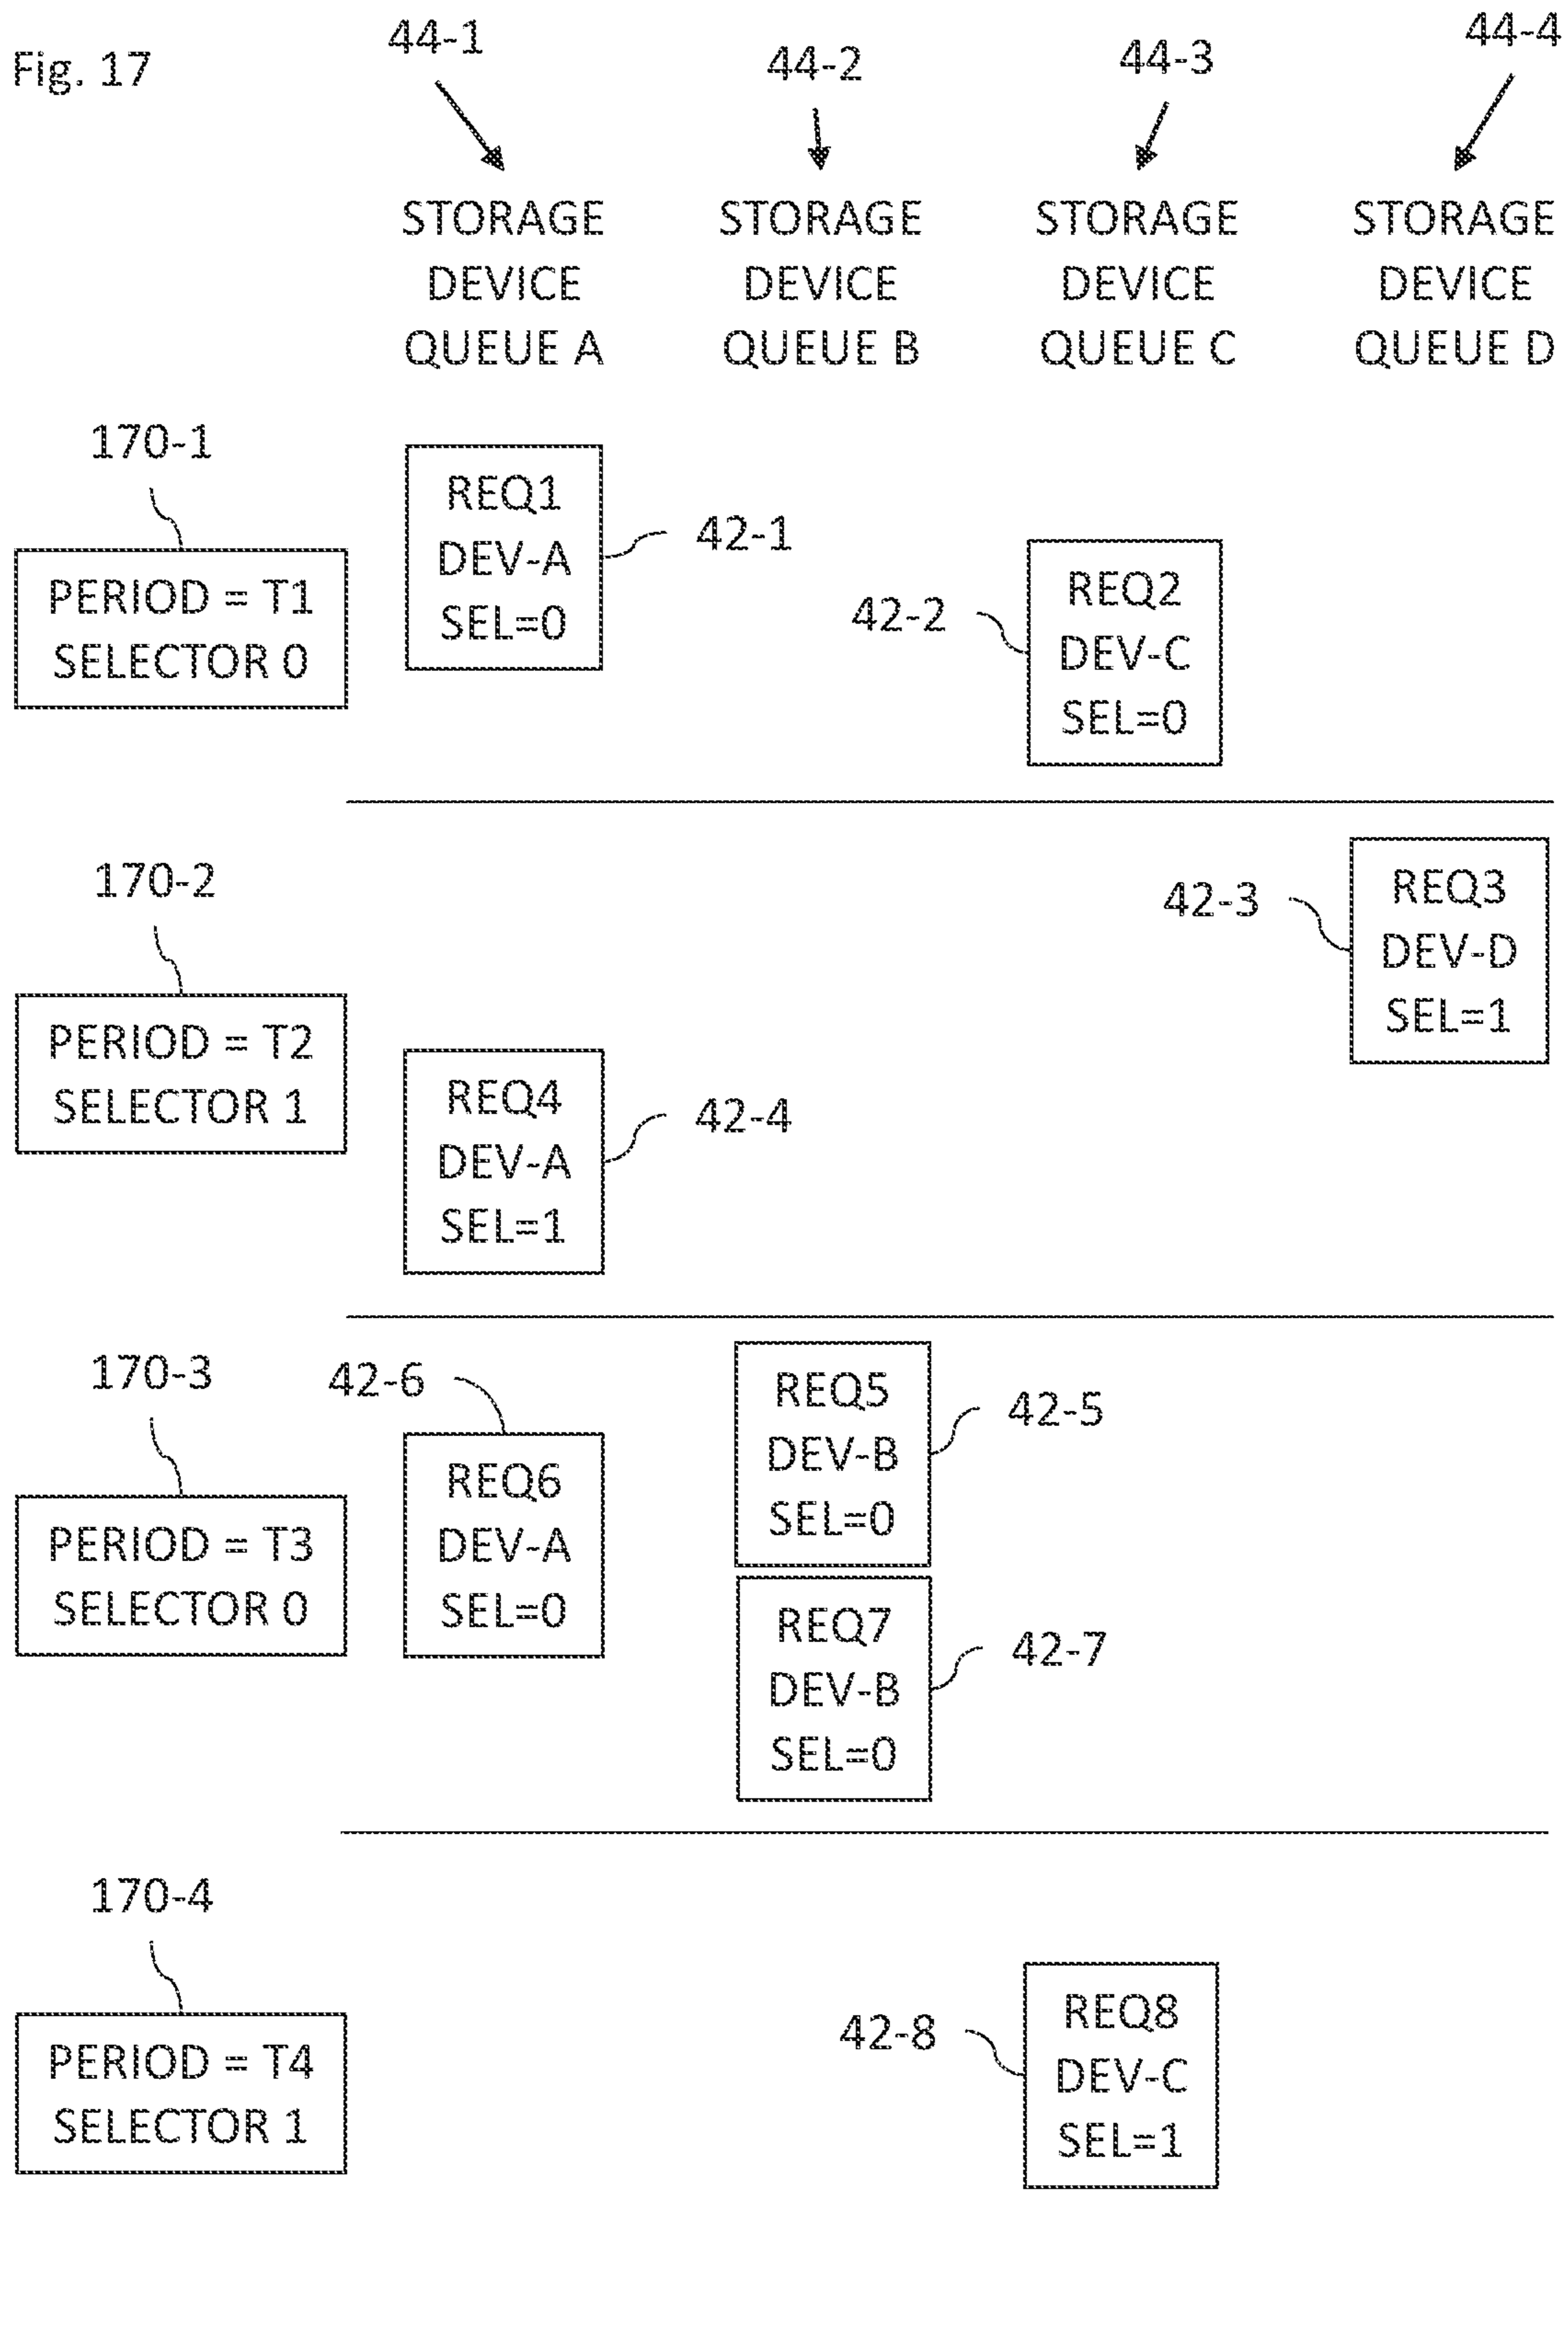 Fig. 17
44-1
44-2
44-3
44-4
STORAGE
DEVICE
QUEUE A
STORAGE
DEVICE
QUEUE B
STORAGE
DEVICE
QUEUE C
STORAGE
DEVICE
QUEUE D
170-1
PERIOD = T1
SELECTOR 0
REQ1
DEV-A
SEL=0
42-1
42-2
REQ2
DEV-C
SEL=0
170-2
PERIOD = T2
SELECTOR 1
42-3
REQ3
DEV-D
SEL=1
REQ4
DEV-A
SEL=1
42-4
170-3
PERIOD = T3
SELECTOR 0
42-6
REQ6
DEV-A
SEL=0
REQ5
DEV-B
SEL=0
42-5
REQ7
DEV-B
SEL=0
42-7
170-4
PERIOD = T4
SELECTOR 1
42-8
REQ8
DEV-C
SEL=1